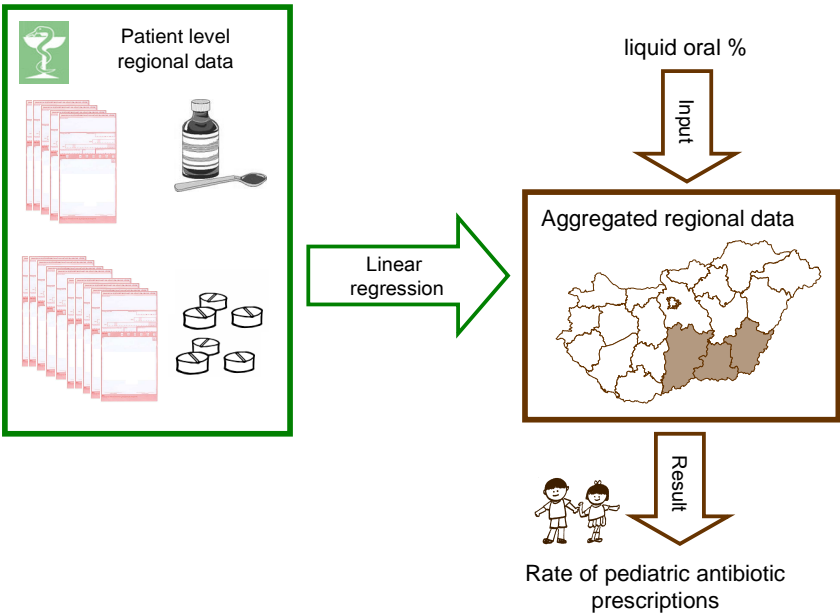 Patient level
regional data
liquid oral %
Input
Aggregated regional data
Linear
regression
Result
Rate of pediatric antibiotic
prescriptions